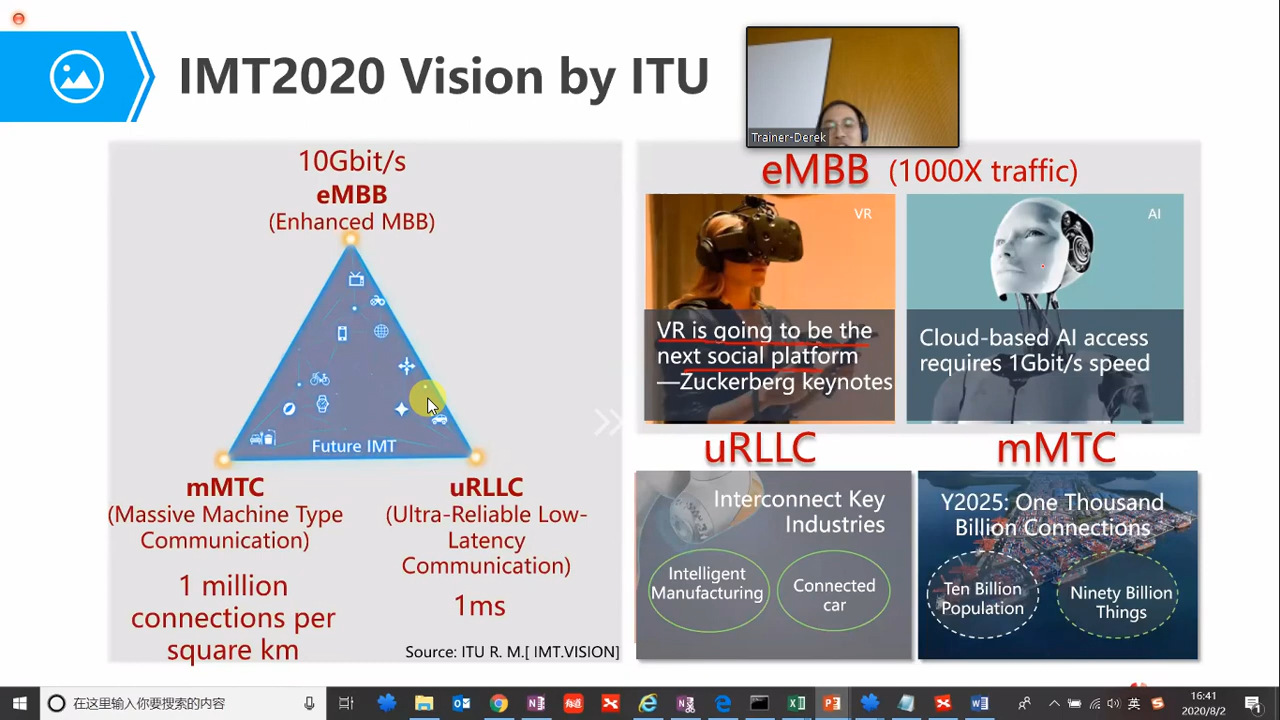 IMT2020 Vision by ITU
Trainer-Derek
10Gbit/s
eMBB
(Enhanced MBB)
Future IMT
mMTC
(Massive Machine Type
Communication)
1 million
connections per
square km
uRLLC
(Ultra-Reliable Low-
Latency
Communication)
1ms
Source: ITU R. M.[ IMT.VISION]
eMBB (1000X traffic)
VR
VR is going to be the
next social platform
—Zuckerberg keynotes
AI
Cloud-based AI access
requires 1Gbit/s speed
uRLLC
Interconnect Key
Industries
Intelligent
Manufacturing
Connected
car
mMTC
Y2025: One Thousand
Billion Connections
Ten Billion
Population
Ninety Billion
Things
在这里输入你要搜索的内容
英
16:41
2020/8/2